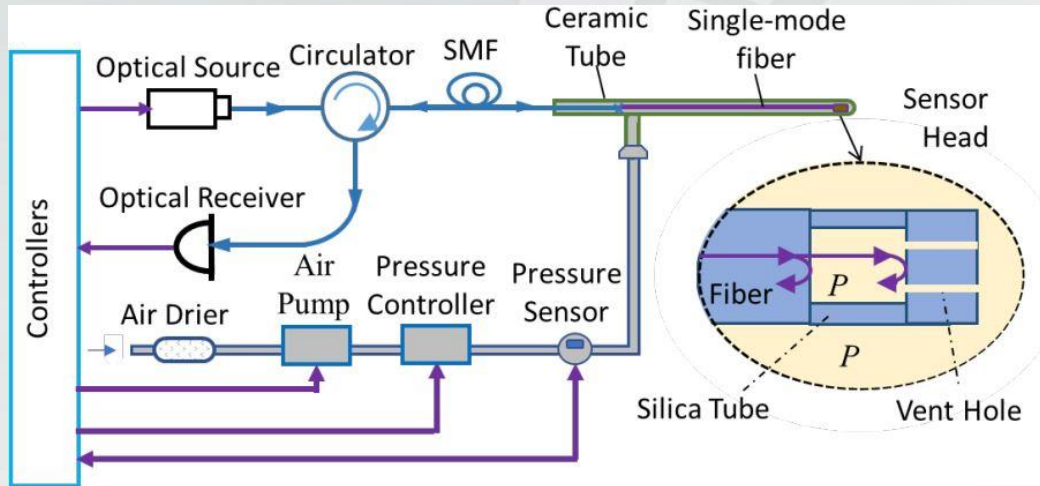 Ceramic
Tube
Single-mode
fiber
Optical Source
Circulator
SMF
Sensor
Head
Controllers
Optical Receiver
Air
Pump
Pressure
Controller
Pressure
Sensor
Air Drier
Fiber
P
P
Silica Tube
Vent Hole